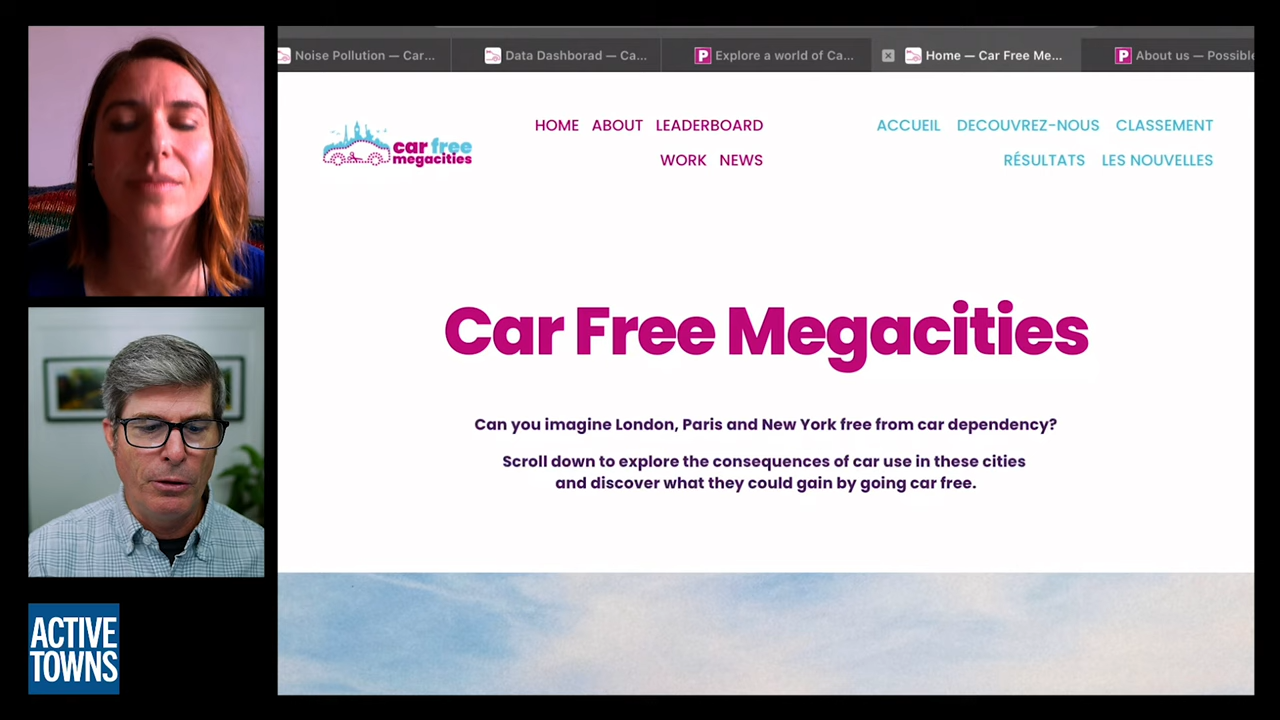 Noise Pollution — Car...
Data Dashborad — Ca...
P Explore a world of Ca...
Home — Car Free Me...
P About us — Possible
car free
megacities
HOME ABOUT LEADERBOARD
WORK NEWS
ACCUEIL DECOUVREZ-NOUS CLASSEMENT
RÉSULTATS LES NOUVELLES
Car Free Megacities
Can you imagine London, Paris and New York free from car dependency?
Scroll down to explore the consequences of car use in these cities
and discover what they could gain by going car free.
ACTIVE
TOWNS